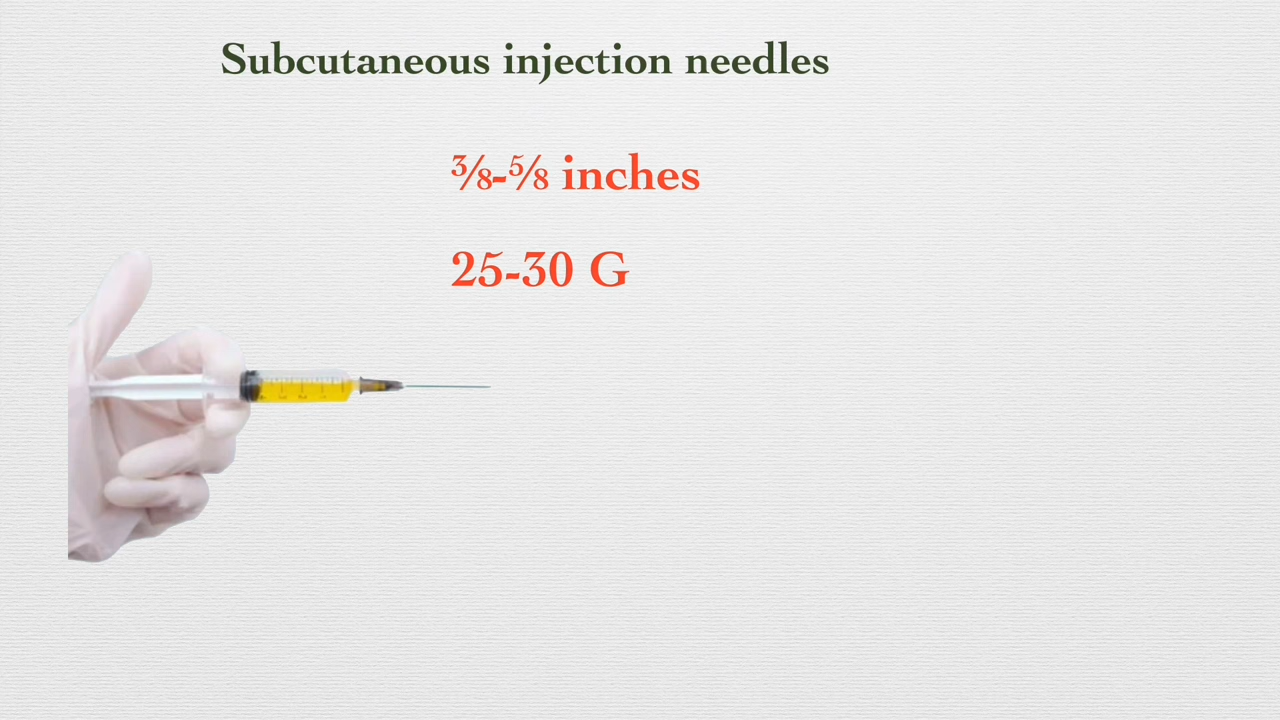 Subcutaneous injection needles
⅜-⅝ inches
25-30 G